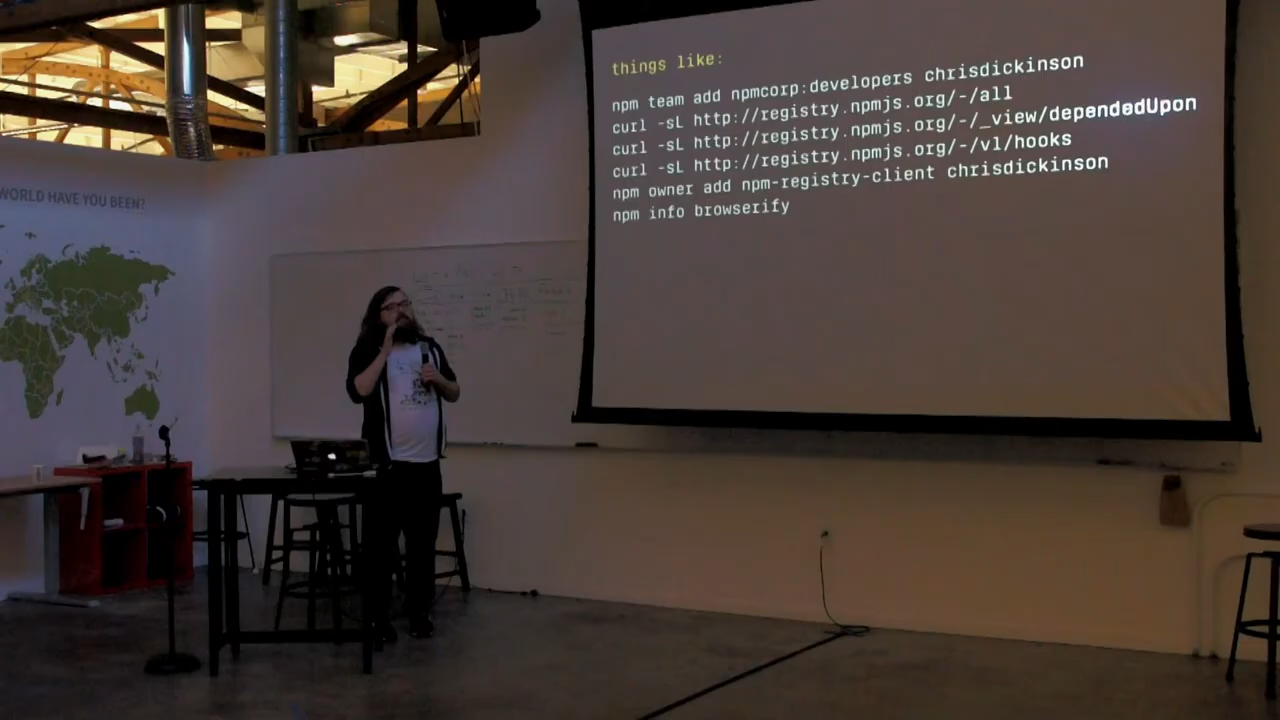 things like:
npm team add npmcorp:developers chrisdickinson
curl -sL http://registry.npmjs.org/-/all
curl -sL http://registry.npmjs.org/-/_view/dependedUpon
curl -sL http://registry.npmjs.org/-/v1/hooks
npm owner add npm-registry-client chrisdickinson
npm info browserify
WORLD HAVE YOU BEEN?